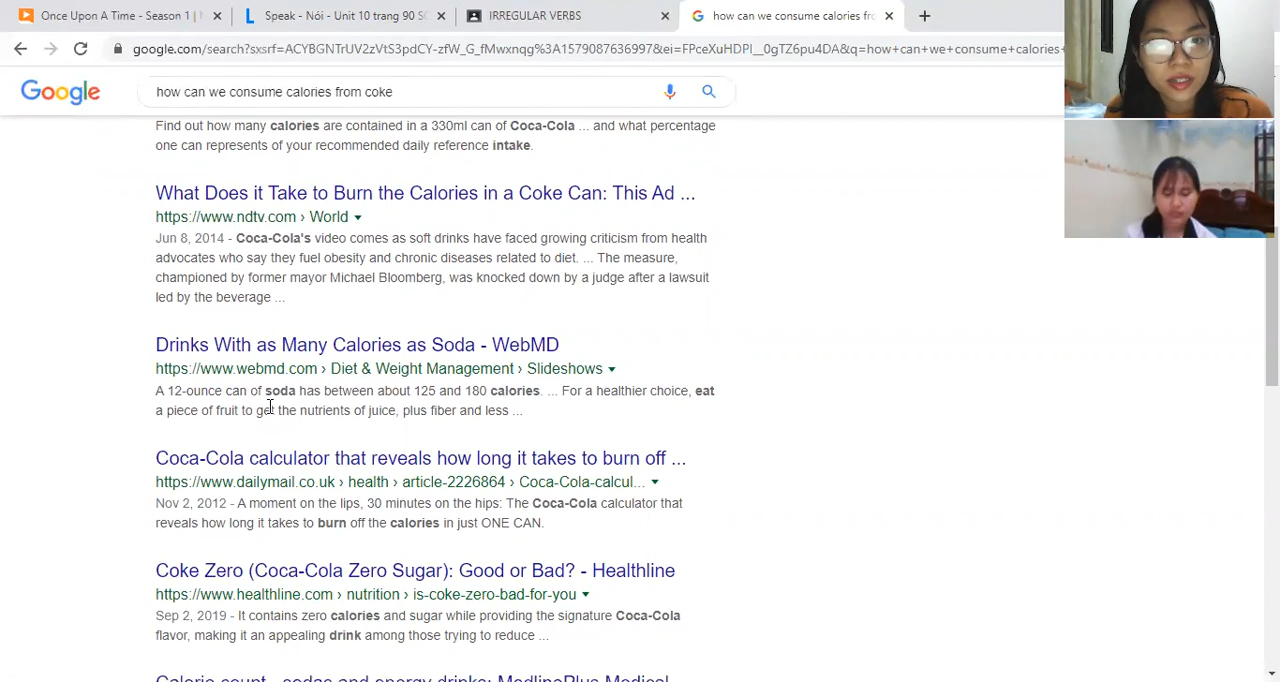 Once Upon A Time - Season 1 |
Speak - Nói - Unit 10 trang 90 SG
IRREGULAR VERBS
how can we consume calories fro
google.com/search?sxsrf=ACYBGNTrUV2zVtS3pdCY-zfW_G_fMwxnqg%3A1579087636997&ei=FPceXuHDPI__0gTZ6pu4DA&q=how+can+we+consume+calories+
Google
how can we consume calories from coke
Find out how many calories are contained in a 330ml can of Coca-Cola ... and what percentage
one can represents of your recommended daily reference intake.
What Does it Take to Burn the Calories in a Coke Can: This Ad ...
https://www.ndtv.com › World
Jun 8, 2014 - Coca-Cola's video comes as soft drinks have faced growing criticism from health
advocates who say they fuel obesity and chronic diseases related to diet. ... The measure,
championed by former mayor Michael Bloomberg, was knocked down by a judge after a lawsuit
led by the beverage ...
Drinks With as Many Calories as Soda - WebMD
https://www.webmd.com › Diet & Weight Management › Slideshows
A 12-ounce can of soda has between about 125 and 180 calories. ... For a healthier choice, eat
a piece of fruit to get the nutrients of juice, plus fiber and less ...
Coca-Cola calculator that reveals how long it takes to burn off ...
https://www.dailymail.co.uk › health › article-2226864 › Coca-Cola-calcul...
Nov 2, 2012 - A moment on the lips, 30 minutes on the hips: The Coca-Cola calculator that
reveals how long it takes to burn off the calories in just ONE CAN.
Coke Zero (Coca-Cola Zero Sugar): Good or Bad? - Healthline
https://www.healthline.com › nutrition › is-coke-zero-bad-for-you
Sep 2, 2019 - It contains zero calories and sugar while providing the signature Coca-Cola
flavor, making it an appealing drink among those trying to reduce ...
Calorie count - sodas and energy drinks: MedlinePlus Medical